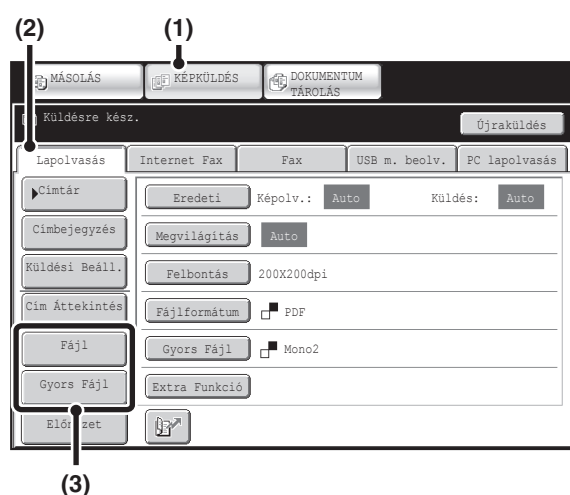 (2) (1)
MÁSOLÁS KÉPKÜLDÉS DOKUMENTUM
TÁROLÁS
Küldésre kész.
Újraküldés
Lapolvasás Internet Fax Fax USB m. beolv. PC lapolvasás
Címtár Eredeti Képolv.: Auto Küldés: Auto
Címbejegyzés Megvilágítás Auto
Küldési Beáll. Felbontás 200X200dpi
Cím Áttekintés Fájlformátum PDF
Fájl Gyors Fájl Mono2
Gyors Fájl Extra Funkció
(3)